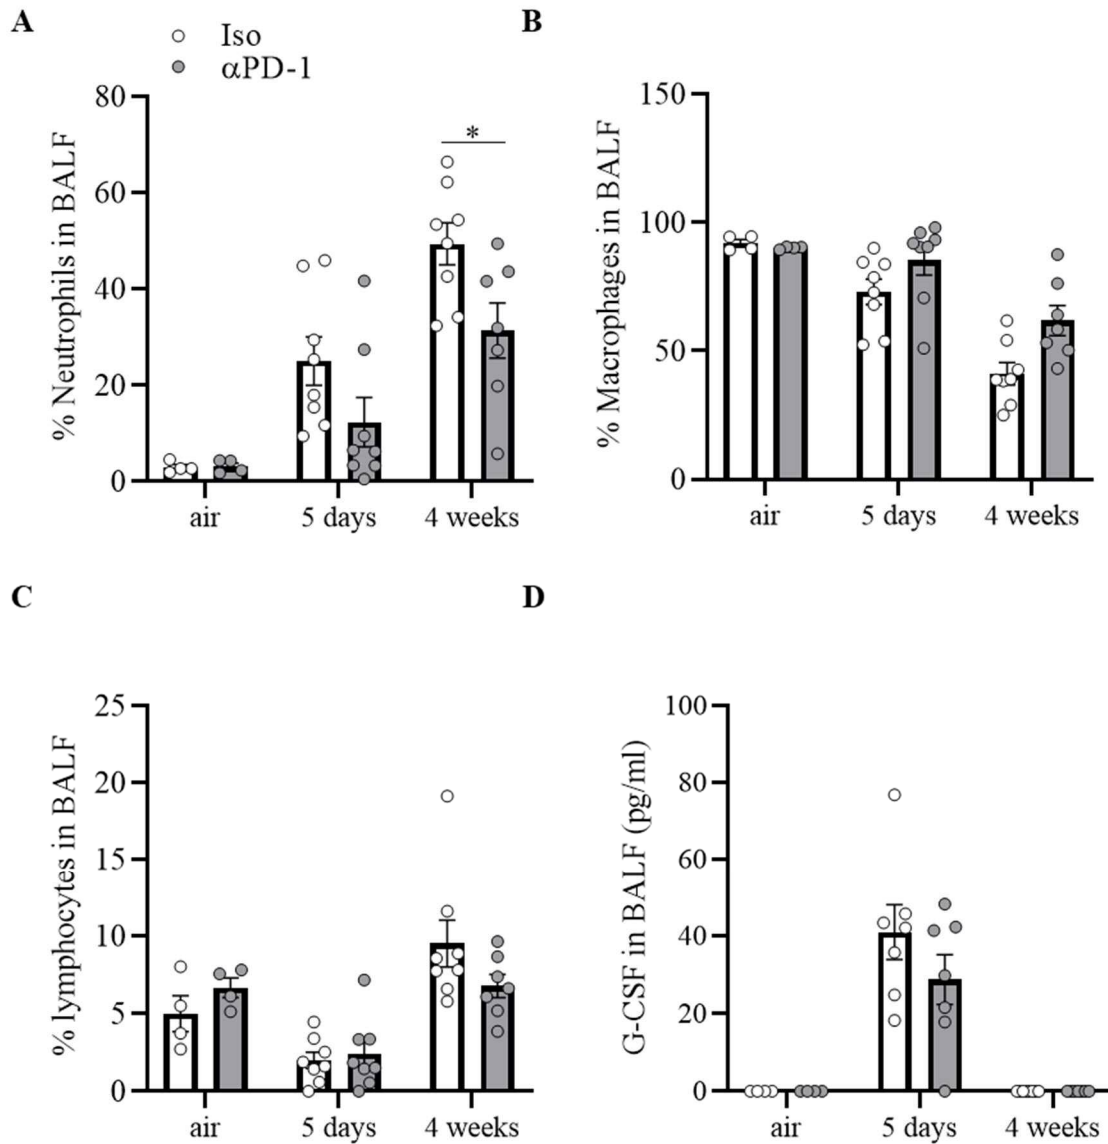 A
Iso
αPD-1
% Neutrophils in BALF
80
60
40
20
0
*
air 5 days 4 weeks
B
% Macrophages in BALF
150
100
50
0
air 5 days 4 weeks
C
% lymphocytes in BALF
25
20
15
10
5
0
air 5 days 4 weeks
D
G-CSF in BALF (pg/ml)
100
80
60
40
20
0
air 5 days 4 weeks